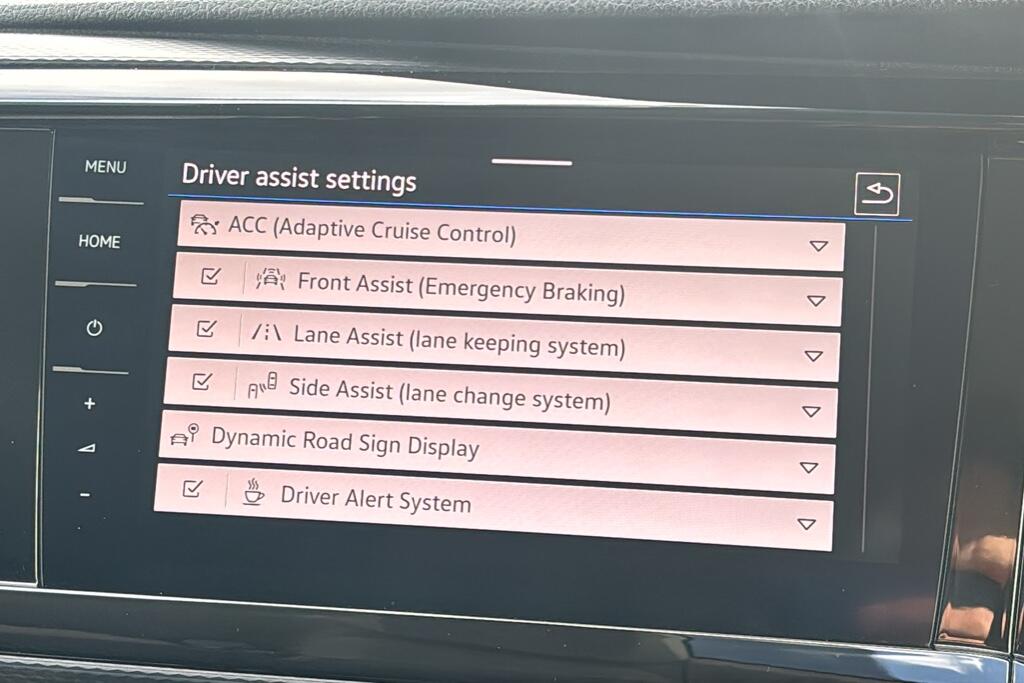 MENU
HOME
+
-
Driver assist settings
ACC (Adaptive Cruise Control)
Front Assist (Emergency Braking)
Lane Assist (lane keeping system)
Side Assist (lane change system)
Dynamic Road Sign Display
Driver Alert System